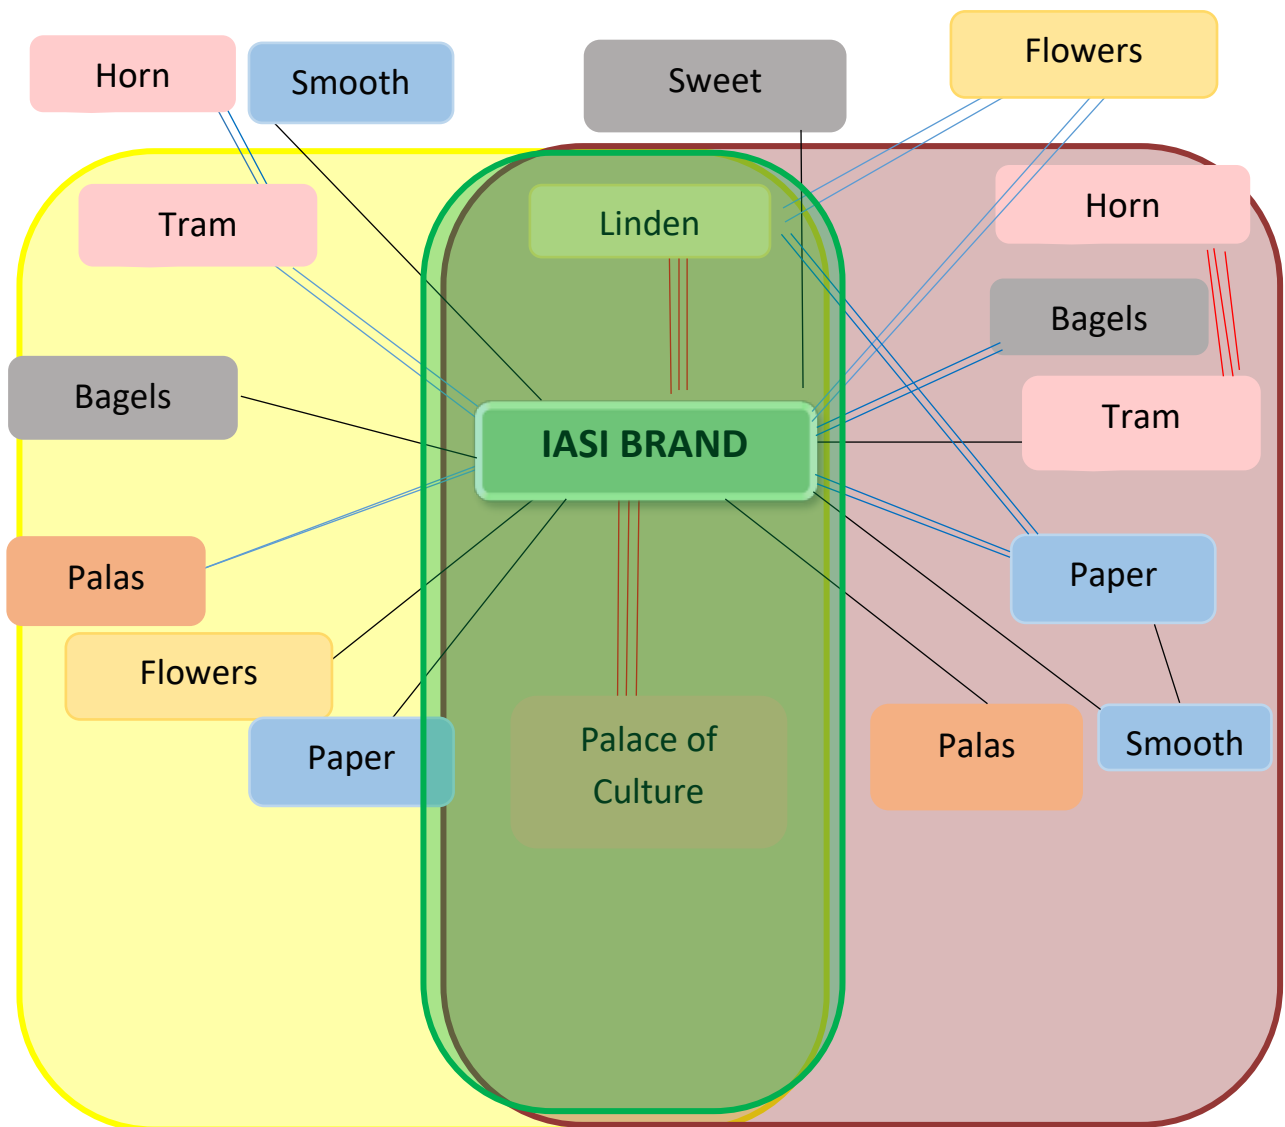 Horn
Smooth
Sweet
Flowers
Tram
Linden
Horn
Bagels
Bagels
Tram
IASI BRAND
Palas
Paper
Flowers
Paper
Palace of
Culture
Palas
Smooth